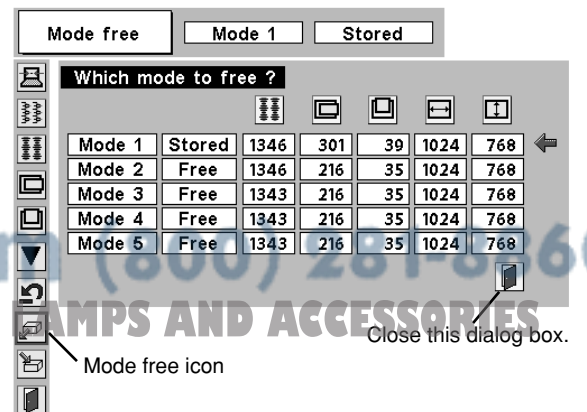 Mode free Mode 1 Stored
Which mode to free ?
Mode 1 Stored 1346 301 39 1024 768
Mode 2 Free 1346 216 35 1024 768
Mode 3 Free 1343 216 35 1024 768
Mode 4 Free 1343 216 35 1024 768
Mode 5 Free 1343 216 35 1024 768
m (800) 281-8860
LAMPS AND ACCESSORIES
Close this dialog box.
Mode free icon